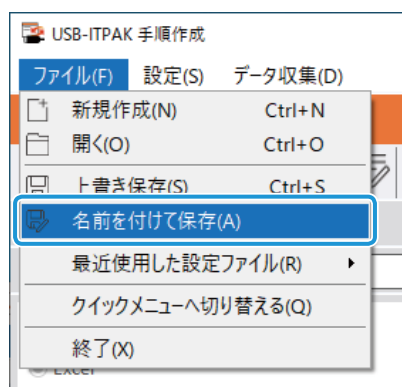 USB-ITPAK 手順作成
ファイル(F) 設定(S) データ収集(D)
新規作成(N) Ctrl+N
開く(O) Ctrl+O
上書き保存(S) Ctrl+S
名前を付けて保存(A)
最近使用した設定ファイル(R)
クイックメニューへ切り替える(Q)
終了(X)
Excel